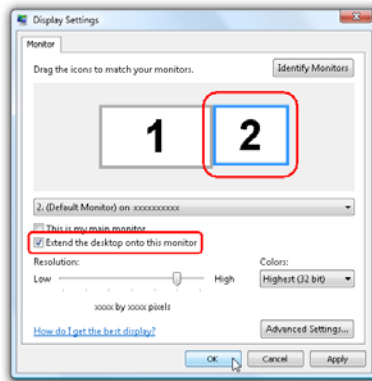 Display Settings
Monitor
Drag the icons to match your monitors.
Identify Monitors
1
2
2. (Default Monitor) on xxxxxxxxxx
This is my main monitor
Extend the desktop onto this monitor
Resolution:
Colors:
Low
High
Highest (32 bit)
xxxx by xxxx pixels
How do I get the best display?
Advanced Settings...
OK
Cancel
Apply